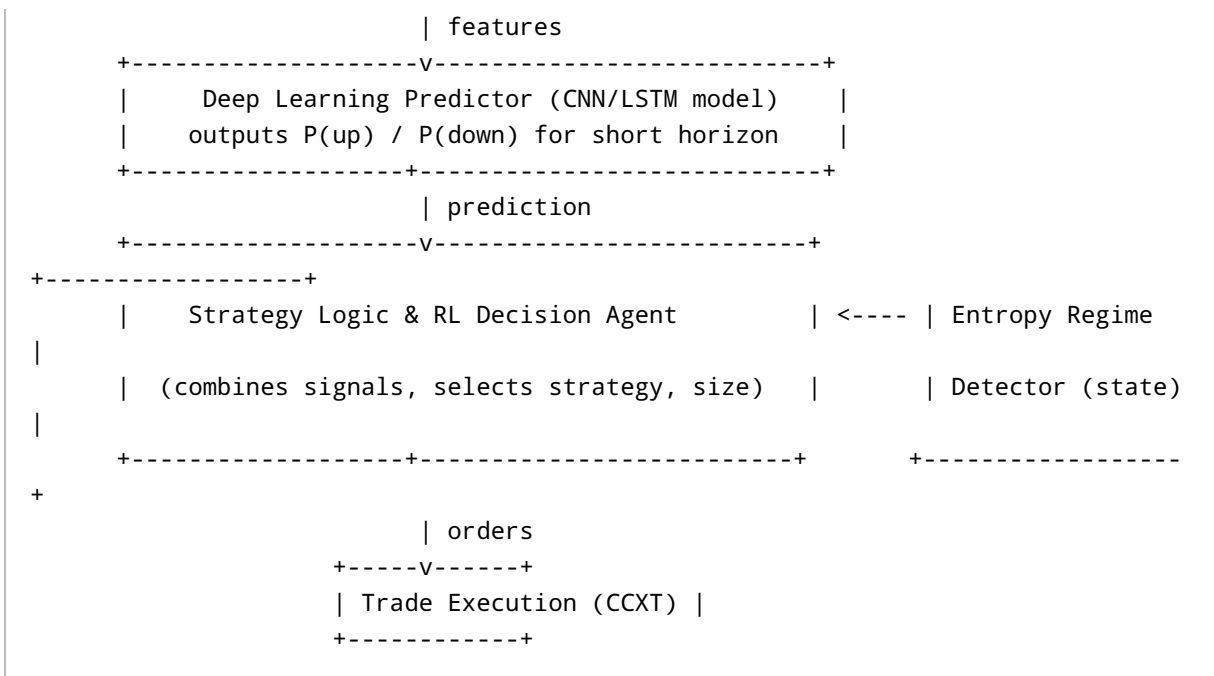 | features
+--------------------v---------------------------+
| Deep Learning Predictor (CNN/LSTM model) |
| outputs P(up) / P(down) for short horizon |
+-------------------+----------------------------+
| prediction
+--------------------v--------------------------+
+------------------+
| Strategy Logic & RL Decision Agent | <---- | Entropy Regime
|
| (combines signals, selects strategy, size) | | Detector (state)
|
+-------------------+--------------------------+ +------------------
+
| orders
+-----v------+
| Trade Execution (CCXT) |
+------------+